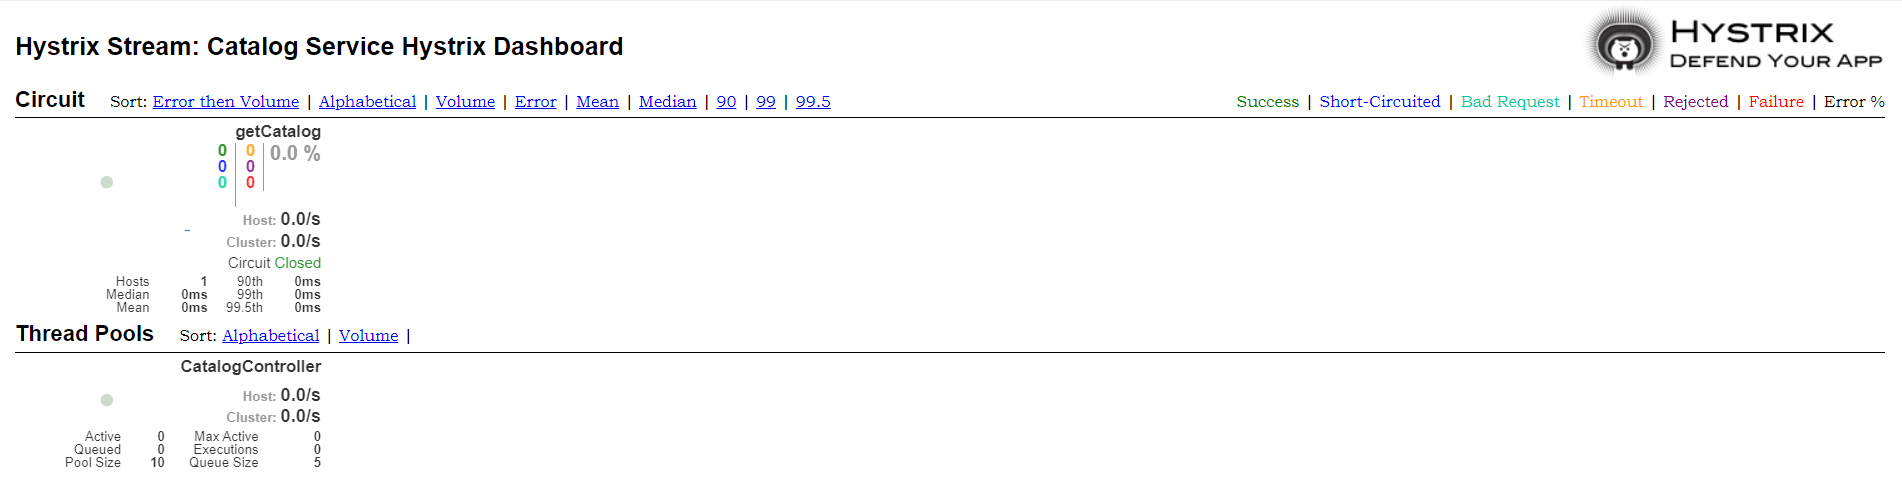 Hystrix Stream: Catalog Service Hystrix Dashboard
HYSTRIX
DEFEND YOUR APP
Circuit Sort: Error then Volume | Alphabetical | Volume | Error | Mean | Median | 90 | 99 | 99.5
Success | Short-Circuited | Bad Request | Timeout | Rejected | Failure | Error %
getCatalog
0 0 0.0 %
0 0
0 0
Host: 0.0/s
Cluster: 0.0/s
Circuit Closed
Hosts 1 90th 0ms
Median 0ms 99th 0ms
Mean 0ms 99.5th 0ms
Thread Pools Sort: Alphabetical | Volume |
CatalogController
Host: 0.0/s
Cluster: 0.0/s
Active 0 Max Active 0
Queued 0 Executions 0
Pool Size 10 Queue Size 5